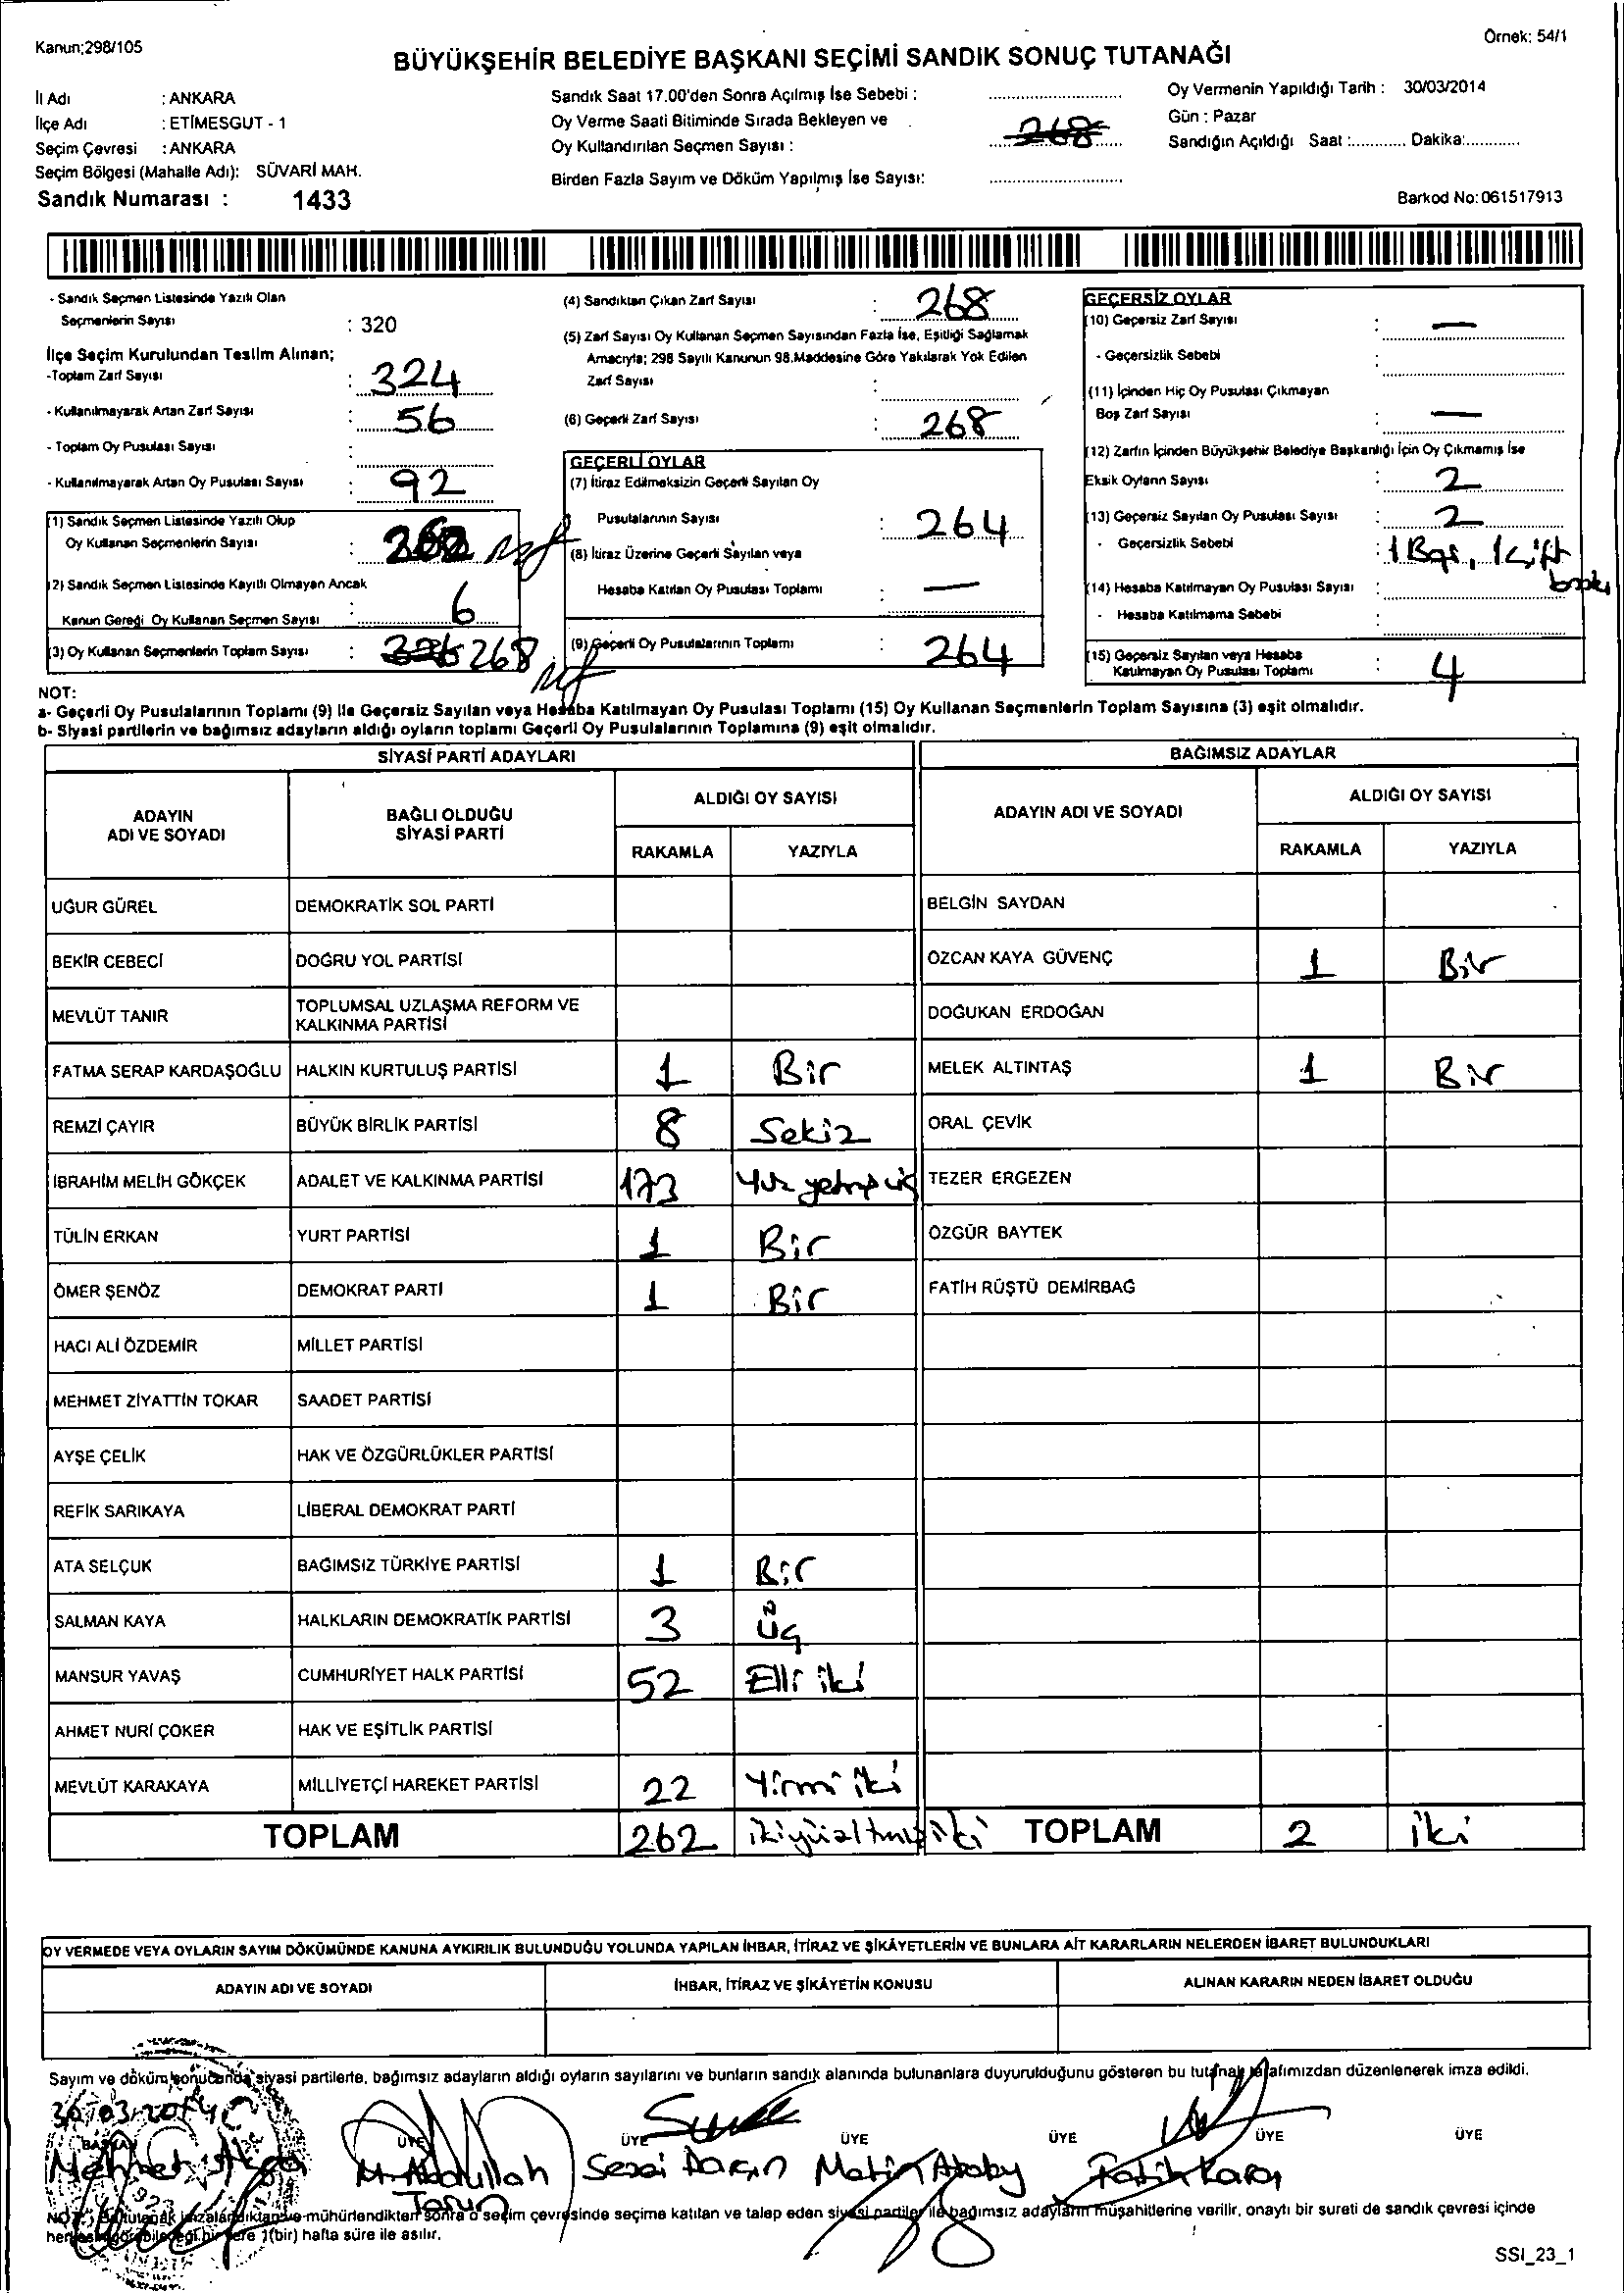 Kanun;298/105
Örnek: 54/1
BÜYÜKŞEHİR BELEDİYE BAŞKANI SEÇİMİ SANDIK SONUÇ TUTANAĞI
İl Adı : ANKARA
İlçe Adı : ETİMESGUT - 1
Seçim Çevresi : ANKARA
Seçim Bölgesi (Mahalle Adı): SÜVARİ MAH.
Sandık Numarası : 1433
Sandık Saat 17.00'den Sonra Açılmış İse Sebebi :
Oy Verme Saati Bitiminde Sırada Bekleyen ve
Oy Kullandırılan Seçmen Sayısı : 268
Birden Fazla Sayım ve Döküm Yapılmış İse Sayısı:
Oy Vermenin Yapıldığı Tarih : 30/03/2014
Gün : Pazar
Sandığın Açıldığı Saat :............ Dakika:............
Barkod No: 061517913
- Sandık Seçmen Listesinde Yazılı Olan
Seçmenlerin Sayısı : 320
İlçe Seçim Kurulundan Teslim Alınan;
-Toplam Zarf Sayısı : 324
- Kullanılmayarak Artan Zarf Sayısı : 56
- Toplam Oy Pusulası Sayısı :
- Kullanılmayarak Artan Oy Pusulası Sayısı : 92
(1) Sandık Seçmen Listesinde Yazılı Olup
Oy Kullanan Seçmenlerin Sayısı :
(2) Sandık Seçmen Listesinde Kayıtlı Olmayan Ancak
Kanun Gereği Oy Kullanan Seçmen Sayısı : 6
(3) Oy Kullanan Seçmenlerin Toplam Sayısı : 268
(4) Sandıktan Çıkan Zarf Sayısı : 268
(5) Zarf Sayısı Oy Kullanan Seçmen Sayısından Fazla İse, Eşitliği Sağlamak
Amacıyla; 298 Sayılı Kanunun 98.Maddesine Göre Yakılarak Yok Edilen
Zarf Sayısı :
(6) Geçerli Zarf Sayısı : 268
GEÇERLİ OYLAR
(7) İtiraz Edilmeksizin Geçerli Sayılan Oy
Pusulalarının Sayısı : 264
(8) İtiraz Üzerine Geçerli Sayılan veya
Hesaba Katılan Oy Pusulası Toplamı : —
(9) Geçerli Oy Pusulalarının Toplamı : 264
GEÇERSİZ OYLAR
(10) Geçersiz Zarf Sayısı : —
- Geçersizlik Sebebi :
(11) İçinden Hiç Oy Pusulası Çıkmayan
Boş Zarf Sayısı : —
(12) Zarfın İçinden Büyükşehir Belediye Başkanlığı İçin Oy Çıkmamış İse
Eksik Oyların Sayısı : 2
(13) Geçersiz Sayılan Oy Pusulası Sayısı : 2
- Geçersizlik Sebebi : 1 Boş, 1 Çift
baskı
(14) Hesaba Katılmayan Oy Pusulası Sayısı :
- Hesaba Katılmama Sebebi :
(15) Geçersiz Sayılan veya Hesaba
Katılmayan Oy Pusulası Toplamı : 4
NOT:
a- Geçerli Oy Pusulalarının Toplamı (9) ile Geçersiz Sayılan veya Hesaba Katılmayan Oy Pusulası Toplamı (15) Oy Kullanan Seçmenlerin Toplam Sayısına (3) eşit olmalıdır.
b- Siyasi partilerin ve bağımsız adayların aldığı oyların toplamı Geçerli Oy Pusulalarının Toplamına (9) eşit olmalıdır.
SİYASİ PARTİ ADAYLARI
BAĞIMSIZ ADAYLAR
ADAYIN
ADI VE SOYADI
BAĞLI OLDUĞU
SİYASİ PARTİ
ALDIĞI OY SAYISI
RAKAMLA YAZIYLA
ADAYIN ADI VE SOYADI
ALDIĞI OY SAYISI
RAKAMLA YAZIYLA
UĞUR GÜREL DEMOKRATİK SOL PARTİ BELGİN SAYDAN
BEKİR CEBECİ DOĞRU YOL PARTİSİ ÖZCAN KAYA GÜVENÇ 1 Bir
MEVLÜT TANIR TOPLUMSAL UZLAŞMA REFORM VE
KALKINMA PARTİSİ DOĞUKAN ERDOĞAN
FATMA SERAP KARDAŞOĞLU HALKIN KURTULUŞ PARTİSİ 1 Bir MELEK ALTINTAŞ 1 Bir
REMZİ ÇAYIR BÜYÜK BİRLİK PARTİSİ 8 Sekiz ORAL ÇEVİK
İBRAHİM MELİH GÖKÇEK ADALET VE KALKINMA PARTİSİ 173 Yüz yetmiş üç TEZER ERGEZEN
TÜLİN ERKAN YURT PARTİSİ 1 Bir ÖZGÜR BAYTEK
ÖMER ŞENÖZ DEMOKRAT PARTİ 1 Bir FATİH RÜŞTÜ DEMİRBAĞ
HACI ALİ ÖZDEMİR MİLLET PARTİSİ
MEHMET ZİYATTİN TOKAR SAADET PARTİSİ
AYŞE ÇELİK HAK VE ÖZGÜRLÜKLER PARTİSİ
REFİK SARIKAYA LİBERAL DEMOKRAT PARTİ
ATA SELÇUK BAĞIMSIZ TÜRKİYE PARTİSİ 1 Bir
SALMAN KAYA HALKLARIN DEMOKRATİK PARTİSİ 3 Üç
MANSUR YAVAŞ CUMHURİYET HALK PARTİSİ 52 Elli iki
AHMET NURİ ÇOKER HAK VE EŞİTLİK PARTİSİ
MEVLÜT KARAKAYA MİLLİYETÇİ HAREKET PARTİSİ 22 Yirmi iki
TOPLAM 262 ikiyüzaltmışiki TOPLAM 2 iki
OY VERMEDE VEYA OYLARIN SAYIM DÖKÜMÜNDE KANUNA AYKIRILIK BULUNDUĞU YOLUNDA YAPILAN İHBAR, İTİRAZ VE ŞİKÂYETLERİN VE BUNLARA AİT KARARLARIN NELERDEN İBARET BULUNDUKLARI
ADAYIN ADI VE SOYADI İHBAR, İTİRAZ VE ŞİKÂYETİN KONUSU ALINAN KARARIN NEDEN İBARET OLDUĞU
Sayım ve döküm sonucunda siyasi partilerle, bağımsız adayların aldığı oyların sayılarını ve bunların sandık alanında bulunanlara duyurulduğunu gösteren bu tutanak tarafımızdan düzenlenerek imza edildi.
30/03/2014
BAŞKAN ÜYE ÜYE ÜYE ÜYE ÜYE ÜYE
Mehmet M. Abdullah Sezai Metin Fatih Kara
NOT: Bu tutanak imzalandıktan ve mühürlendikten sonra o seçim çevresinde seçime katılan ve talep eden siyasi partiler ile bağımsız adayların müşahitlerine verilir, onaylı bir sureti de sandık çevresi içinde
herkesin görebileceği bir yere 1(bir) hafta süre ile asılır.
SSI_23_1